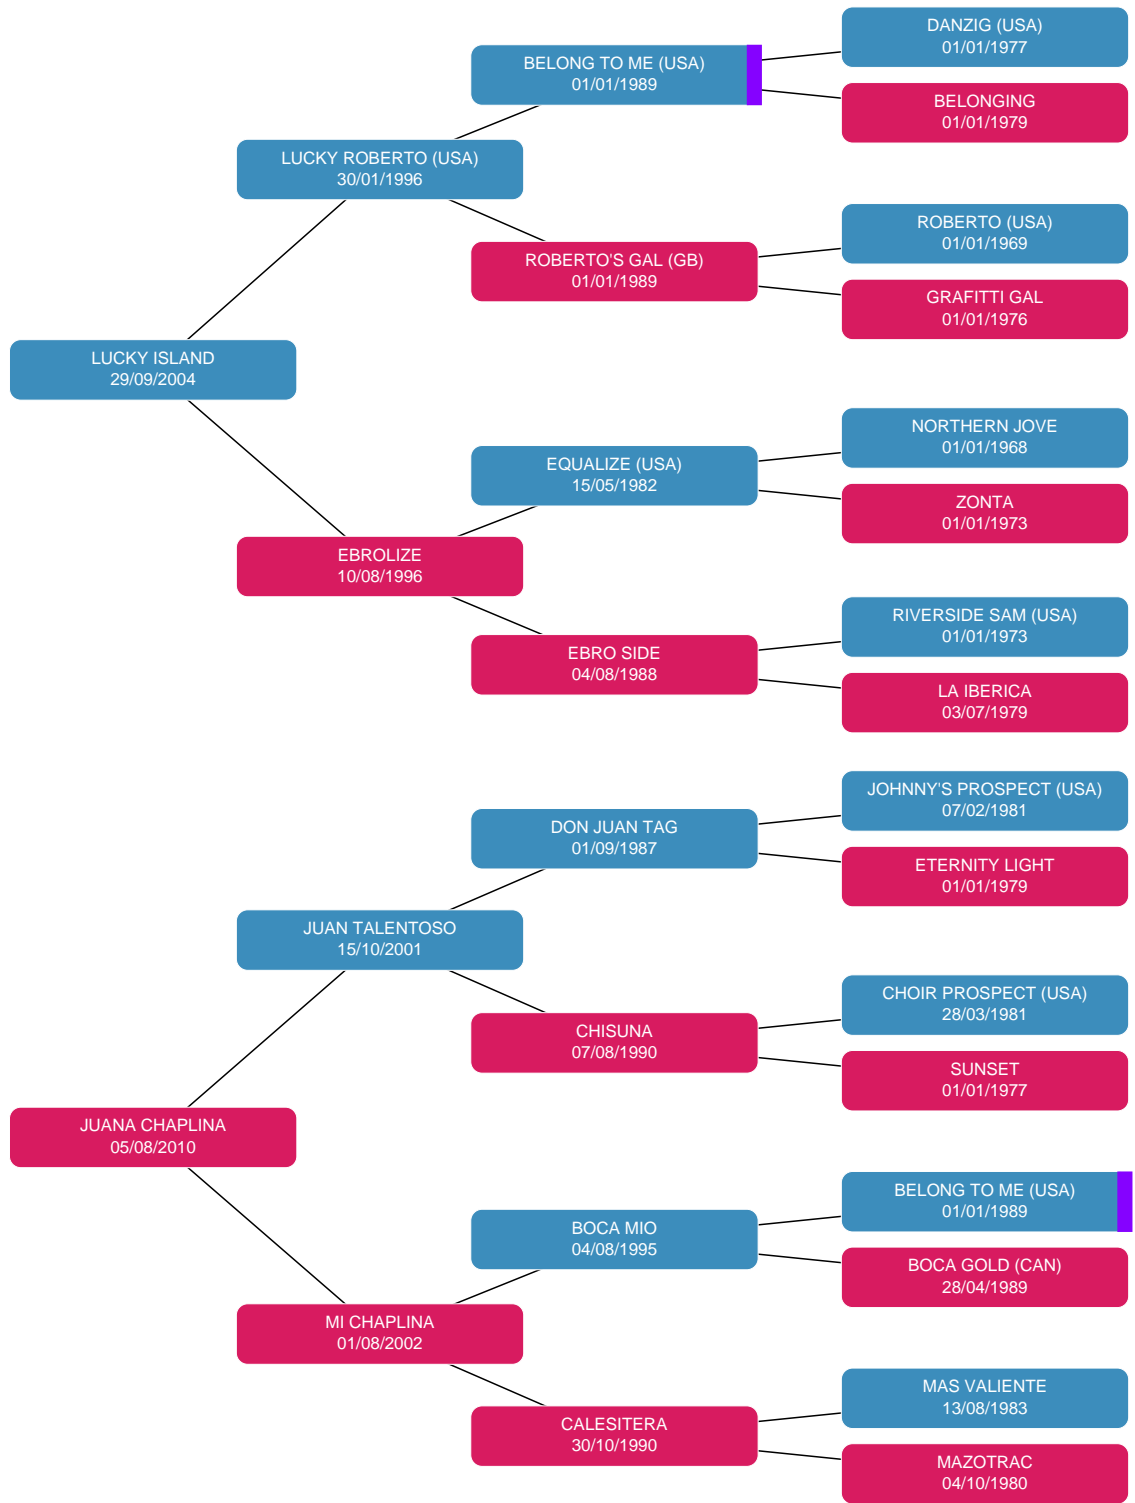 DANZIG (USA)
01/01/1977
BELONG TO ME (USA)
01/01/1989
BELONGING
01/01/1979
LUCKY ROBERTO (USA)
30/01/1996
ROBERTO (USA)
01/01/1969
ROBERTO'S GAL (GB)
01/01/1989
GRAFITTI GAL
01/01/1976
LUCKY ISLAND
29/09/2004
NORTHERN JOVE
01/01/1968
EQUALIZE (USA)
15/05/1982
ZONTA
01/01/1973
EBROLIZE
10/08/1996
RIVERSIDE SAM (USA)
01/01/1973
EBRO SIDE
04/08/1988
LA IBERICA
03/07/1979
JOHNNY'S PROSPECT (USA)
07/02/1981
DON JUAN TAG
01/09/1987
ETERNITY LIGHT
01/01/1979
JUAN TALENTOSO
15/10/2001
CHOIR PROSPECT (USA)
28/03/1981
CHISUNA
07/08/1990
SUNSET
01/01/1977
JUANA CHAPLINA
05/08/2010
BELONG TO ME (USA)
01/01/1989
BOCA MIO
04/08/1995
BOCA GOLD (CAN)
28/04/1989
MI CHAPLINA
01/08/2002
MAS VALIENTE
13/08/1983
CALESITERA
30/10/1990
MAZOTRAC
04/10/1980